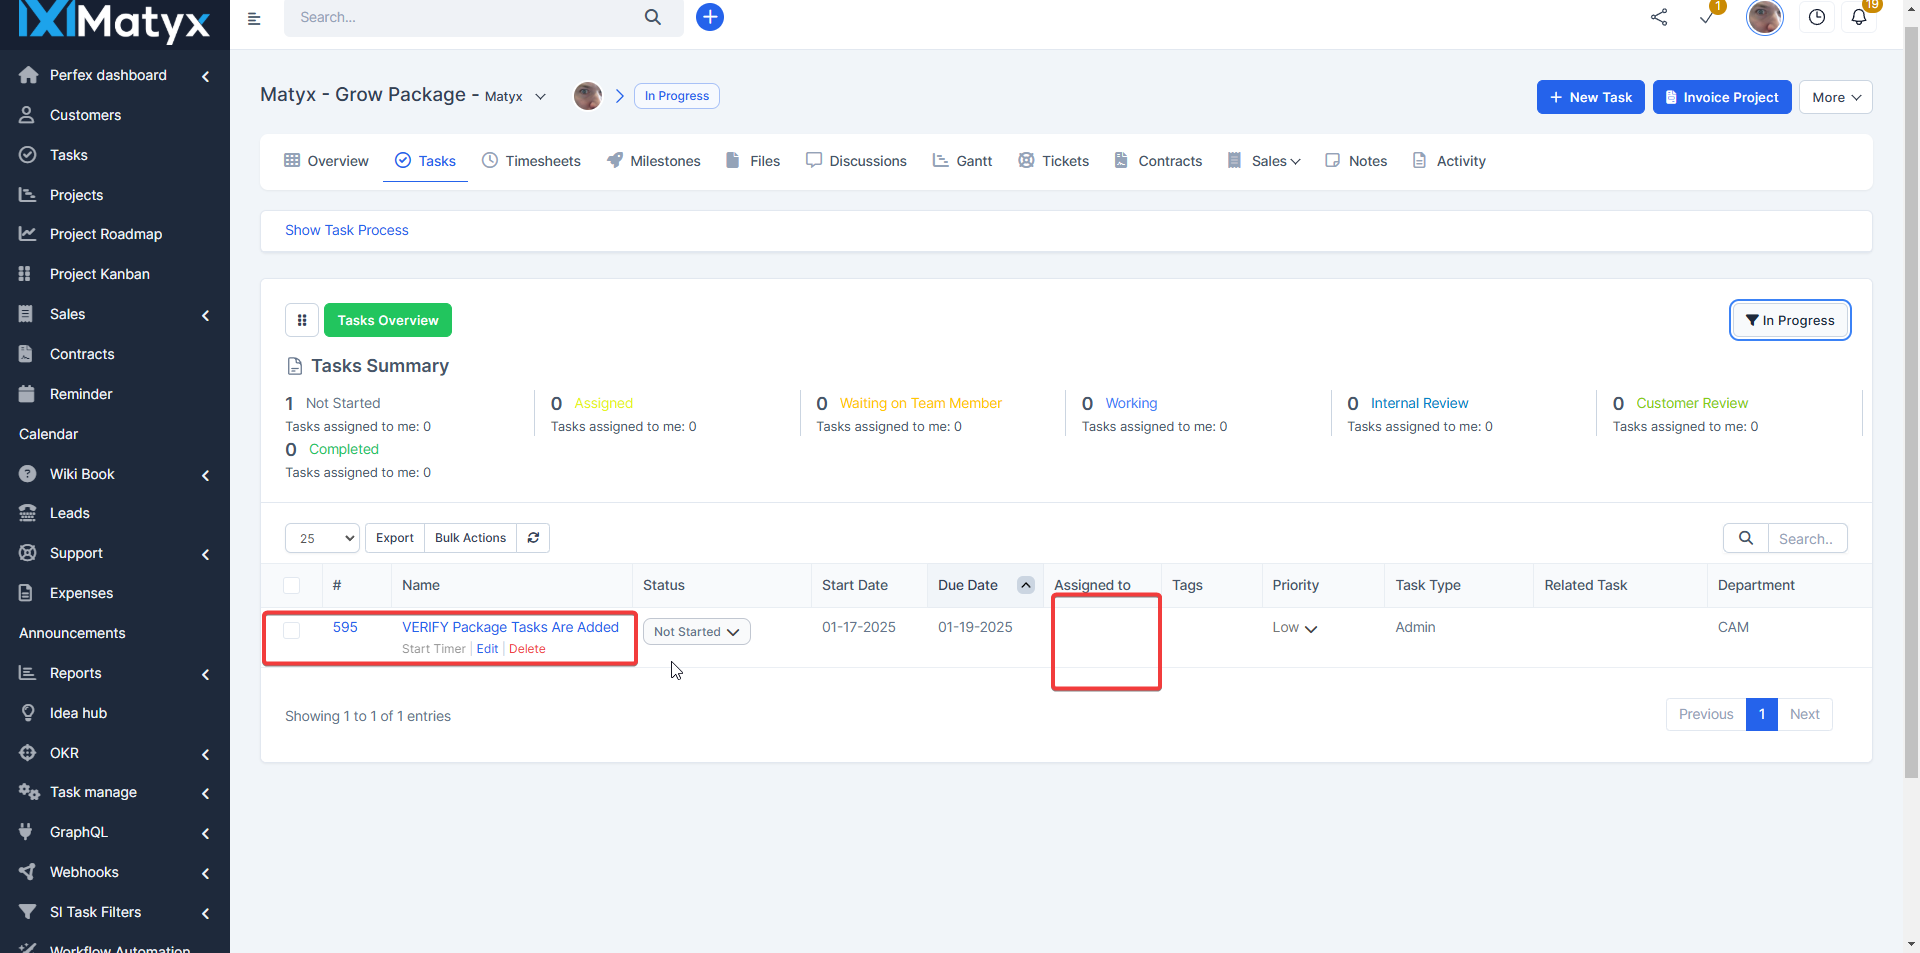 Matyx
Search...
1
19
Perfex dashboard
Customers
Tasks
Projects
Project Roadmap
Project Kanban
Sales
Contracts
Reminder
Calendar
Wiki Book
Leads
Support
Expenses
Announcements
Reports
Idea hub
OKR
Task manage
GraphQL
Webhooks
SI Task Filters
Workflow Automation
Matyx - Grow Package - Matyx
In Progress
New Task
Invoice Project
More
Overview
Tasks
Timesheets
Milestones
Files
Discussions
Gantt
Tickets
Contracts
Sales
Notes
Activity
Show Task Process
Tasks Overview
In Progress
Tasks Summary
1 Not Started
Tasks assigned to me: 0
0 Assigned
Tasks assigned to me: 0
0 Waiting on Team Member
Tasks assigned to me: 0
0 Working
Tasks assigned to me: 0
0 Internal Review
Tasks assigned to me: 0
0 Customer Review
Tasks assigned to me: 0
0 Completed
Tasks assigned to me: 0
25
Export
Bulk Actions
Search..
# Name Status Start Date Due Date Assigned to Tags Priority Task Type Related Task Department
595 VERIFY Package Tasks Are Added Not Started 01-17-2025 01-19-2025 Low Admin CAM
Start Timer | Edit | Delete
Showing 1 to 1 of 1 entries
Previous 1 Next